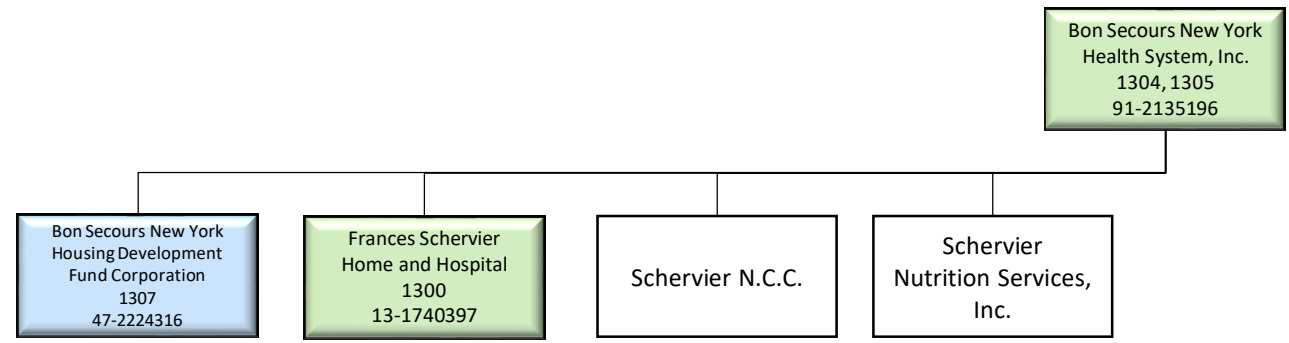 Bon Secours New York
Health System, Inc.
1304, 1305
91-2135196
Bon Secours New York
Housing Development
Fund Corporation
1307
47-2224316
Frances Schervier
Home and Hospital
1300
13-1740397
Schervier N.C.C.
Schervier
Nutrition Services,
Inc.